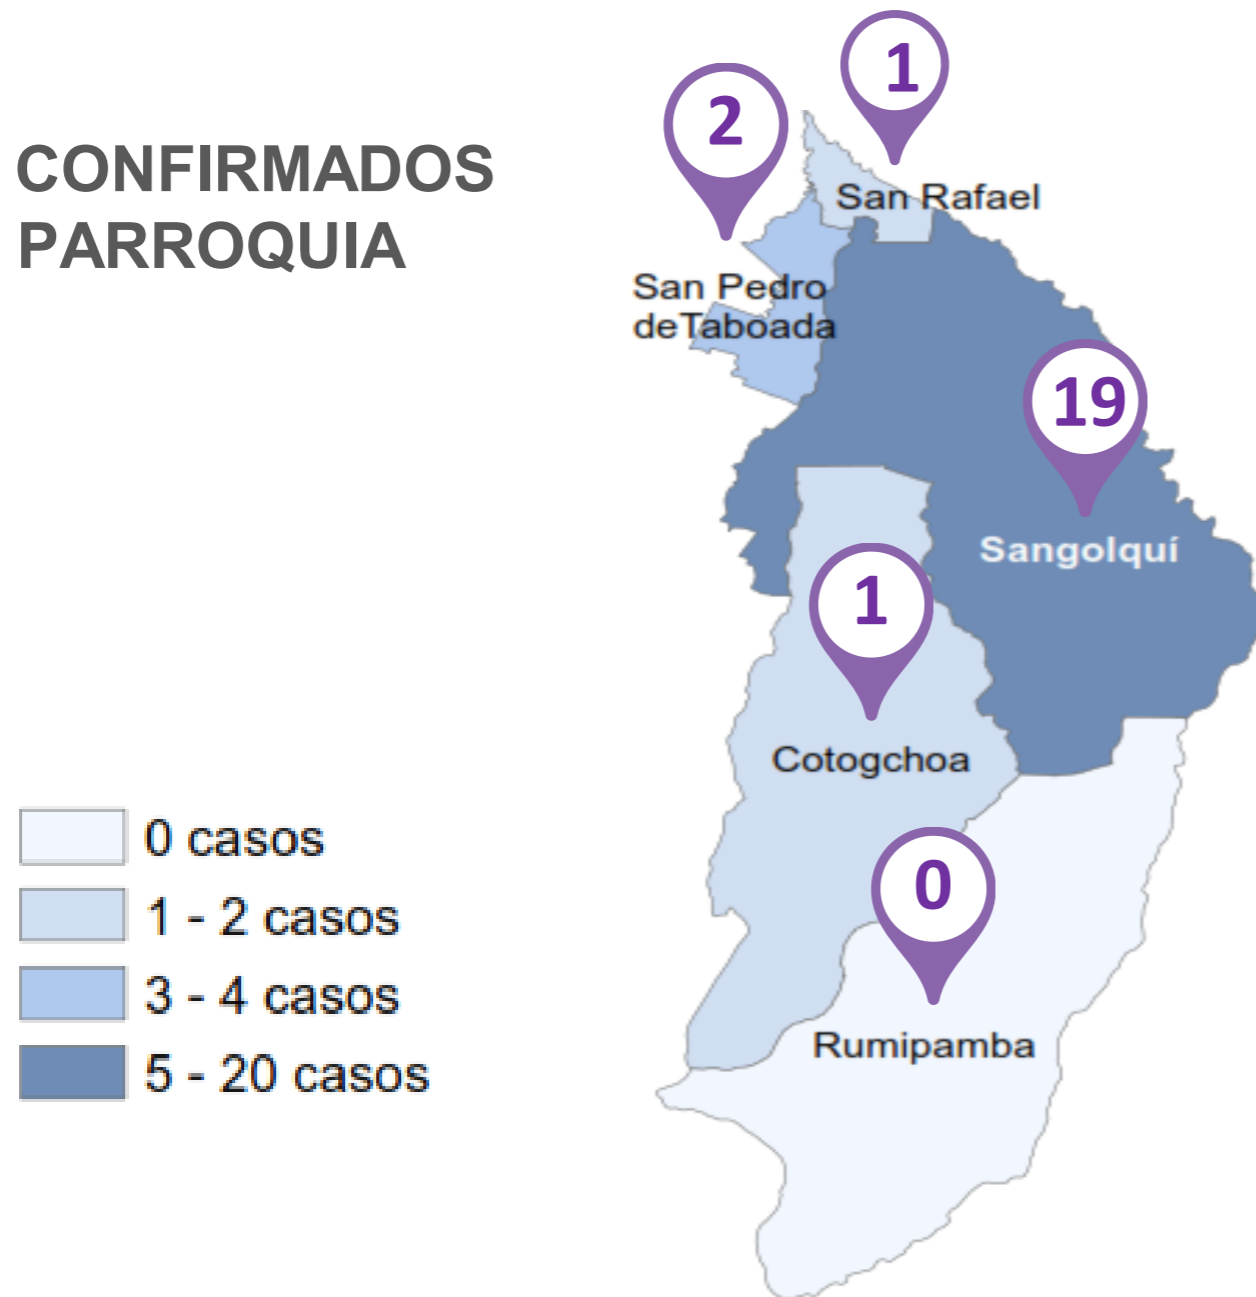 CONFIRMADOS
PARROQUIA
1
2
San Rafael
San Pedro
deTaboada
19
Sangolquí
1
Cotogchoa
0
Rumipamba
0 casos
1 - 2 casos
3 - 4 casos
5 - 20 casos